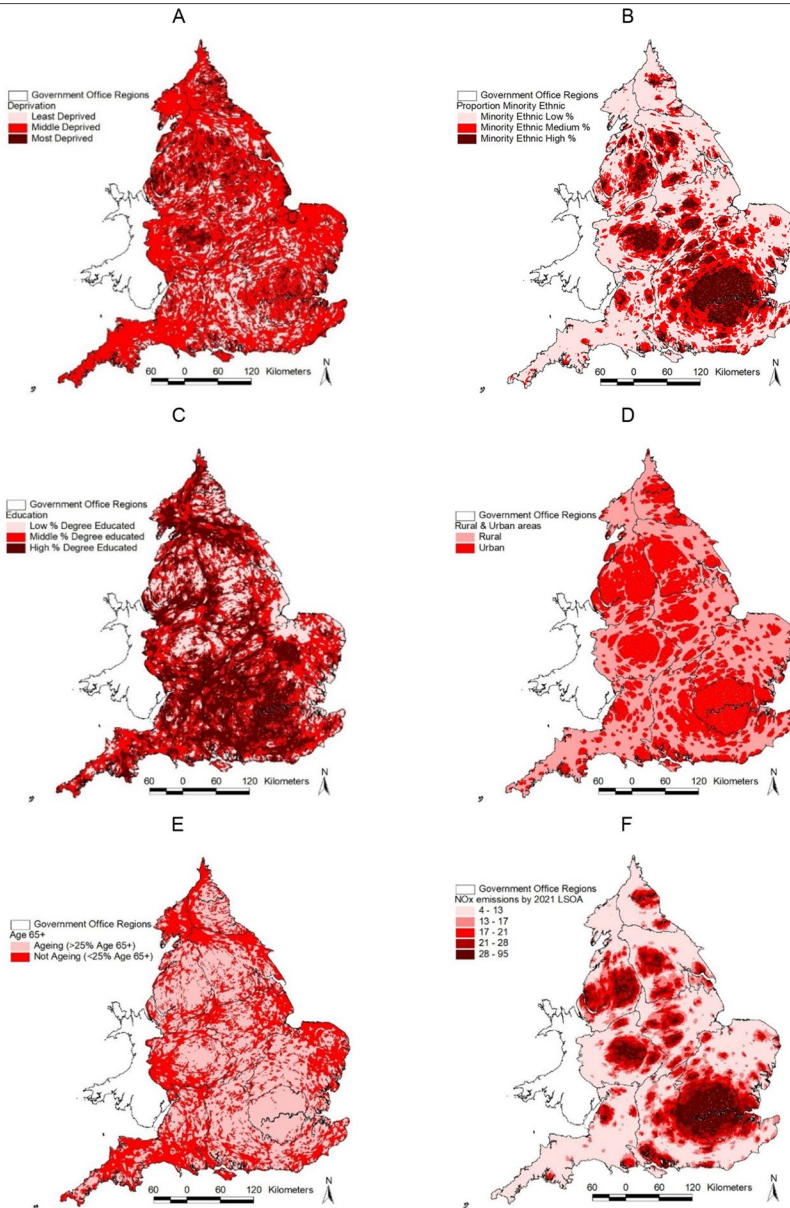 A
Government Office Regions
Deprivation
Least Deprived
Middle Deprived
Most Deprived
60 0 60 120 Kilometers
N
B
Government Office Regions
Proportion Minority Ethnic
Minority Ethnic Low %
Minority Ethnic Medium %
Minority Ethnic High %
60 0 60 120 Kilometers
N
C
Government Office Regions
Education
Low % Degree Educated
Middle % Degree educated
High % Degree Educated
60 0 60 120 Kilometers
N
D
Government Office Regions
Rural & Urban areas
Rural
Urban
60 0 60 120 Kilometers
N
E
Government Office Regions
Age 65+
Ageing (>25% Age 65+)
Not Ageing (<25% Age 65+)
60 0 60 120 Kilometers
N
F
Government Office Regions
NOx emissions by 2021 LSOA
4 - 13
13 - 17
17 - 21
21 - 28
28 - 95
60 0 60 120 Kilometers
N